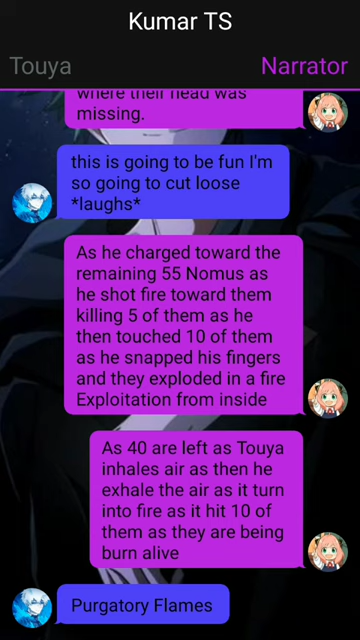 Kumar TS
Touya
Narrator
where their head was
missing.
this is going to be fun I'm
so going to cut loose
*laughs*
As he charged toward the
remaining 55 Nomus as
he shot fire toward them
killing 5 of them as he
then touched 10 of them
as he snapped his fingers
and they exploded in a fire
Exploitation from inside
As 40 are left as Touya
inhales air as then he
exhale the air as it turn
into fire as it hit 10 of
them as they are being
burn alive
Purgatory Flames